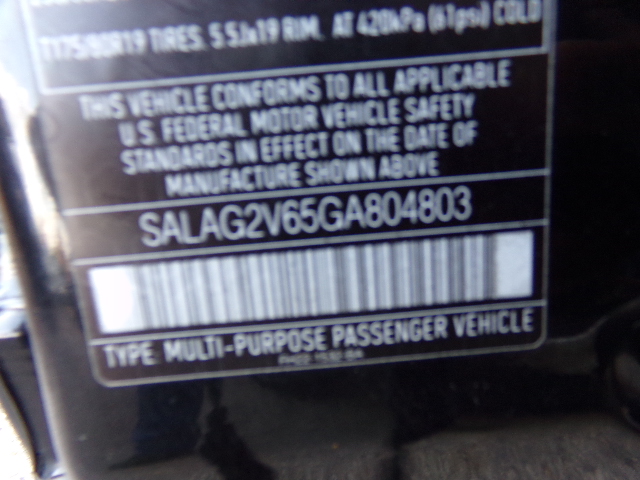 T175/80R19 TIRES. 5.5Jx19 RIM. AT 420kPa (61psi) COLD
THIS VEHICLE CONFORMS TO ALL APPLICABLE
U.S. FEDERAL MOTOR VEHICLE SAFETY
STANDARDS IN EFFECT ON THE DATE OF
MANUFACTURE SHOWN ABOVE
SALAG2V65GA804803
TYPE: MULTI-PURPOSE PASSENGER VEHICLE